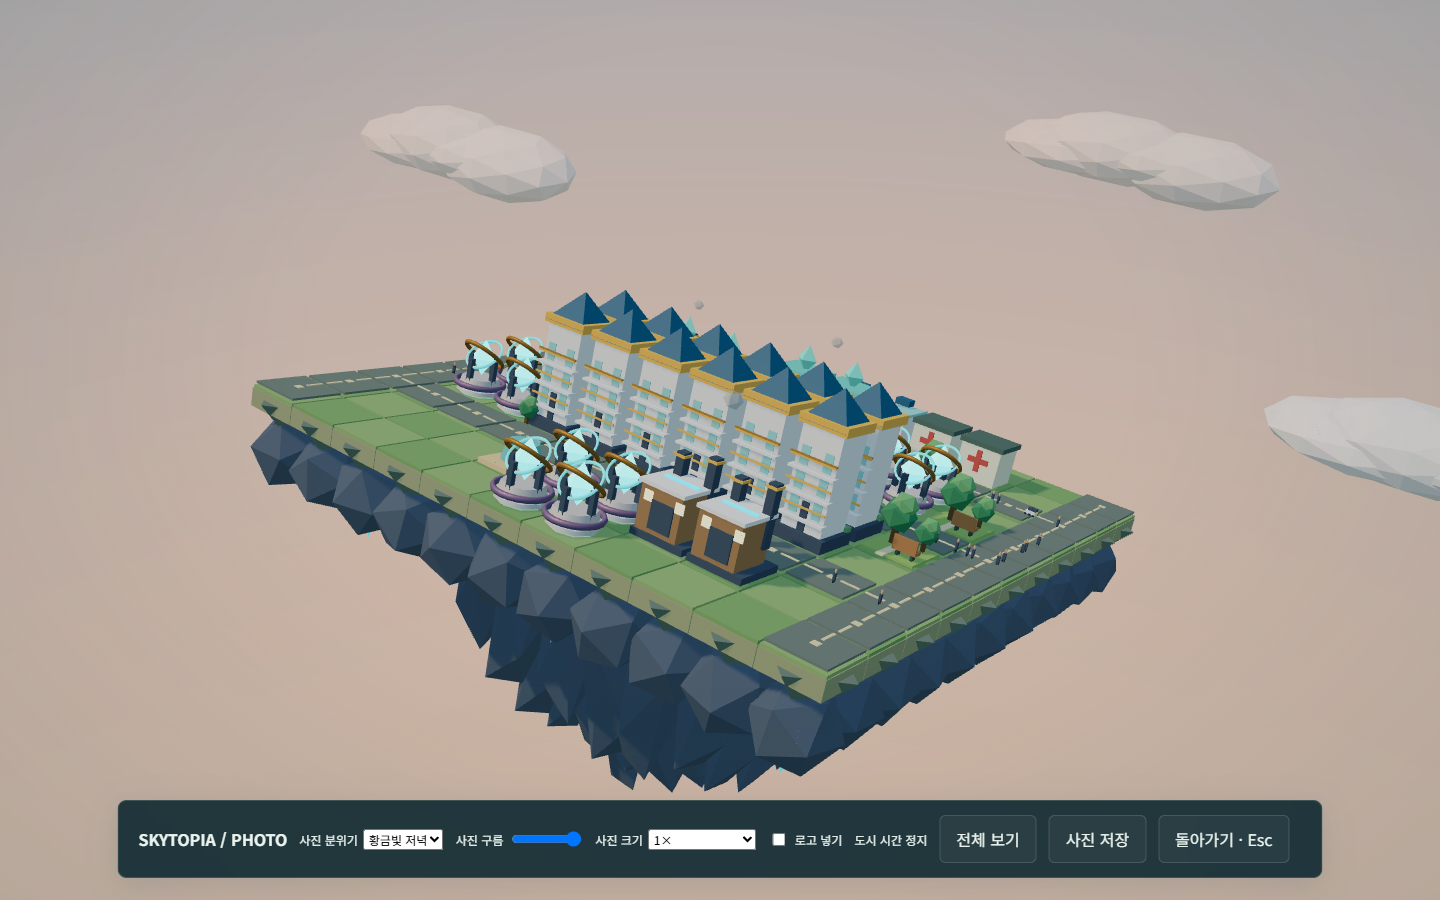 SKYTOPIA / PHOTO 사진 분위기 황금빛 저녁 사진 구름 사진 크기 1× 로고 넣기 도시 시간 정지 전체 보기 사진 저장 돌아가기 · Esc